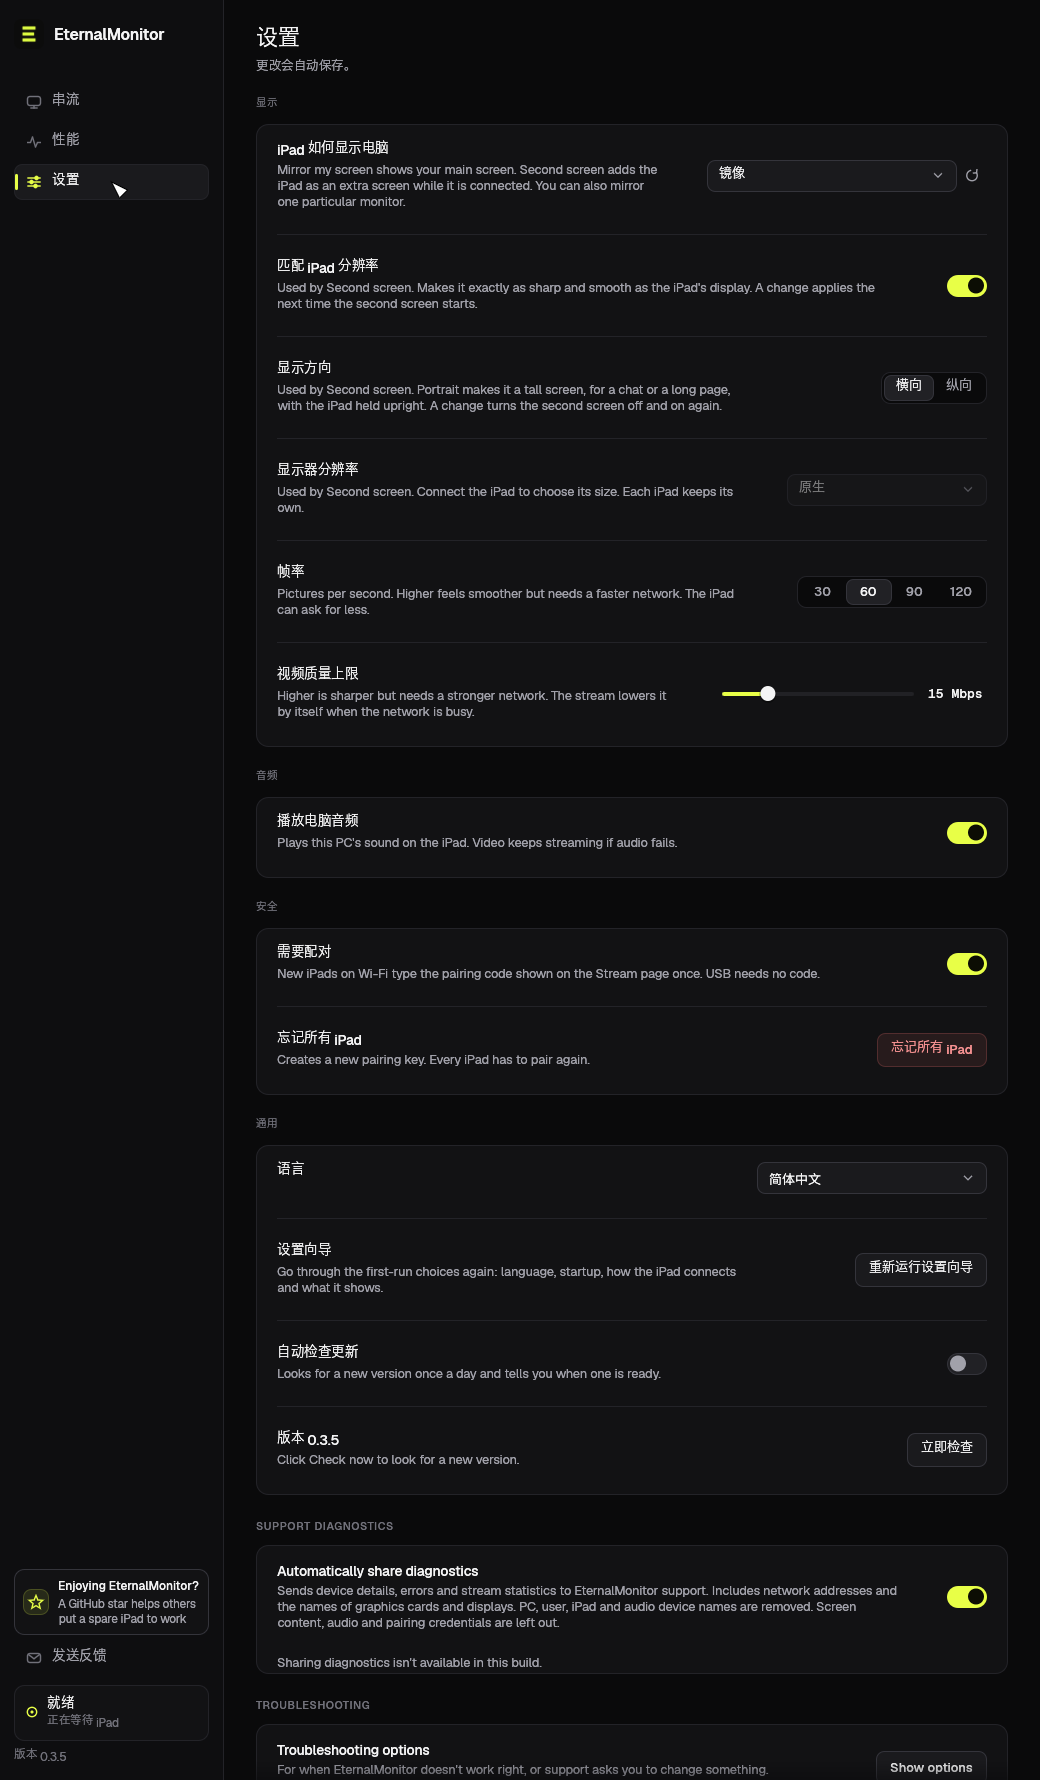 EternalMonitor
串流
性能
设置
设置
更改会自动保存。
显示
iPad 如何显示电脑
Mirror my screen shows your main screen. Second screen adds the
iPad as an extra screen while it is connected. You can also mirror
one particular monitor.
镜像
匹配 iPad 分辨率
Used by Second screen. Makes it exactly as sharp and smooth as the iPad's display. A change applies the
next time the second screen starts.
显示方向
Used by Second screen. Portrait makes it a tall screen, for a chat or a long page,
with the iPad held upright. A change turns the second screen off and on again.
横向 纵向
显示器分辨率
Used by Second screen. Connect the iPad to choose its size. Each iPad keeps its
own.
原生
帧率
Pictures per second. Higher feels smoother but needs a faster network. The iPad
can ask for less.
30 60 90 120
视频质量上限
Higher is sharper but needs a stronger network. The stream lowers it
by itself when the network is busy.
15 Mbps
音频
播放电脑音频
Plays this PC's sound on the iPad. Video keeps streaming if audio fails.
安全
需要配对
New iPads on Wi-Fi type the pairing code shown on the Stream page once. USB needs no code.
忘记所有 iPad
Creates a new pairing key. Every iPad has to pair again.
忘记所有 iPad
通用
语言
简体中文
设置向导
Go through the first-run choices again: language, startup, how the iPad connects
and what it shows.
重新运行设置向导
自动检查更新
Looks for a new version once a day and tells you when one is ready.
版本 0.3.5
Click Check now to look for a new version.
立即检查
SUPPORT DIAGNOSTICS
Automatically share diagnostics
Sends device details, errors and stream statistics to EternalMonitor support. Includes network addresses and
the names of graphics cards and displays. PC, user, iPad and audio device names are removed. Screen
content, audio and pairing credentials are left out.
Sharing diagnostics isn't available in this build.
TROUBLESHOOTING
Troubleshooting options
For when EternalMonitor doesn't work right, or support asks you to change something.
Show options
Enjoying EternalMonitor?
A GitHub star helps others
put a spare iPad to work
发送反馈
就绪
正在等待 iPad
版本 0.3.5